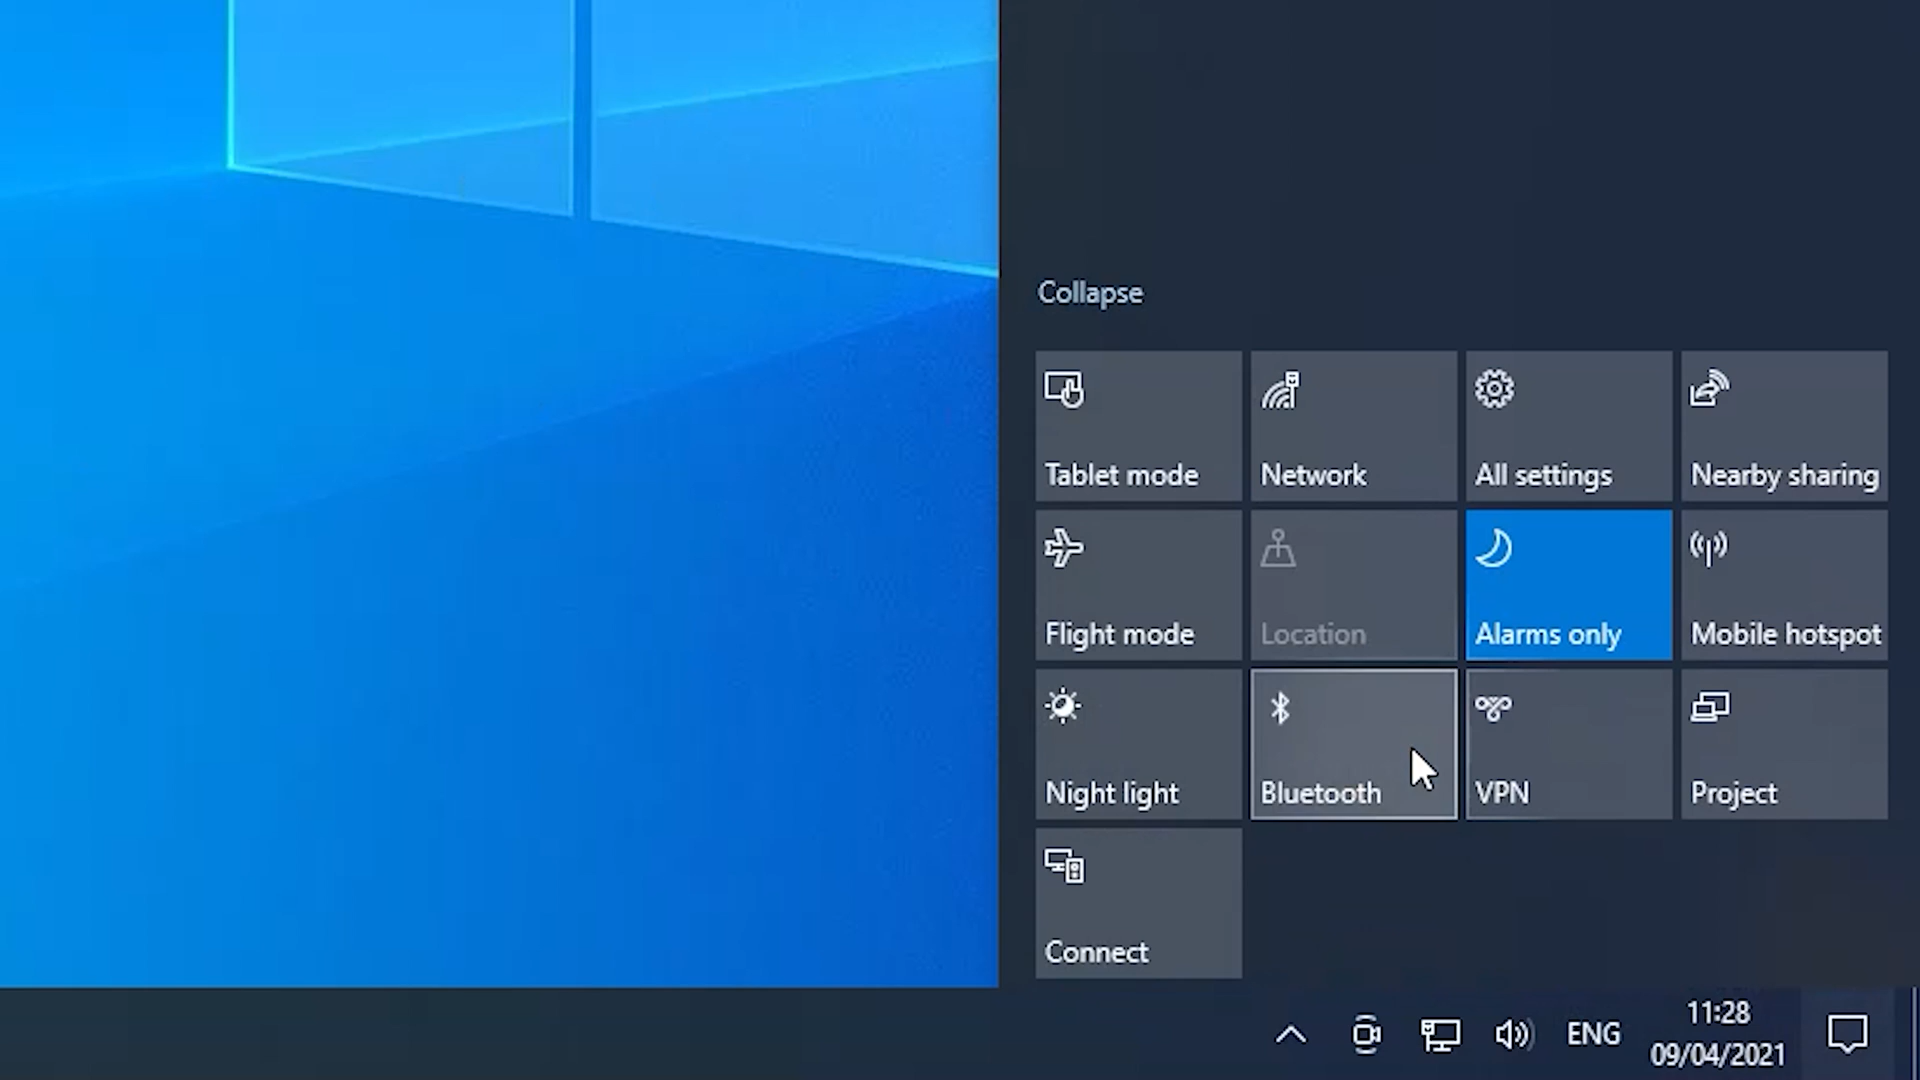 Collapse
Tablet mode
Network
All settings
Nearby sharing
Flight mode
Location
Alarms only
Mobile hotspot
Night light
Bluetooth
VPN
Project
Connect
ENG
11:28
09/04/2021